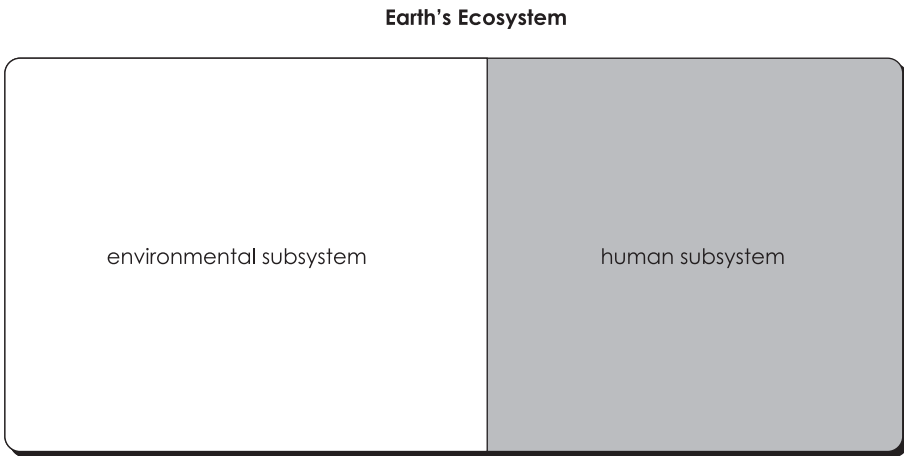 Earth’s Ecosystem
environmental subsystem
human subsystem